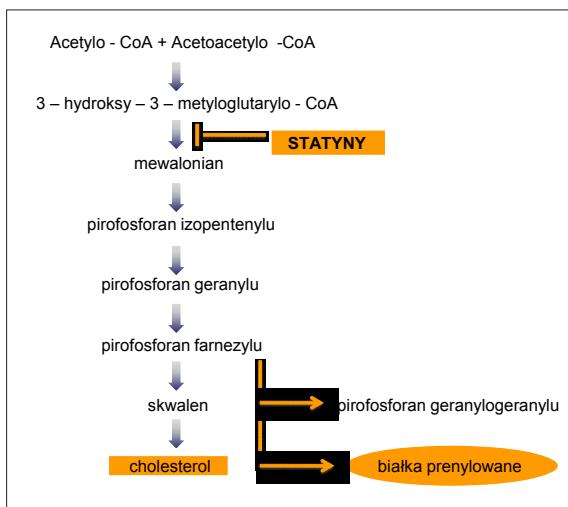 Acetylo - CoA + Acetoacetylo -CoA
3 – hydroksy – 3 – metyloglutarylo - CoA
STATYNY
mewalonian
pirofosforan izopentenylu
pirofosforan geranylu
pirofosforan farnezylu
skwalen
pirofosforan geranylogeranylu
cholesterol
białka prenylowane